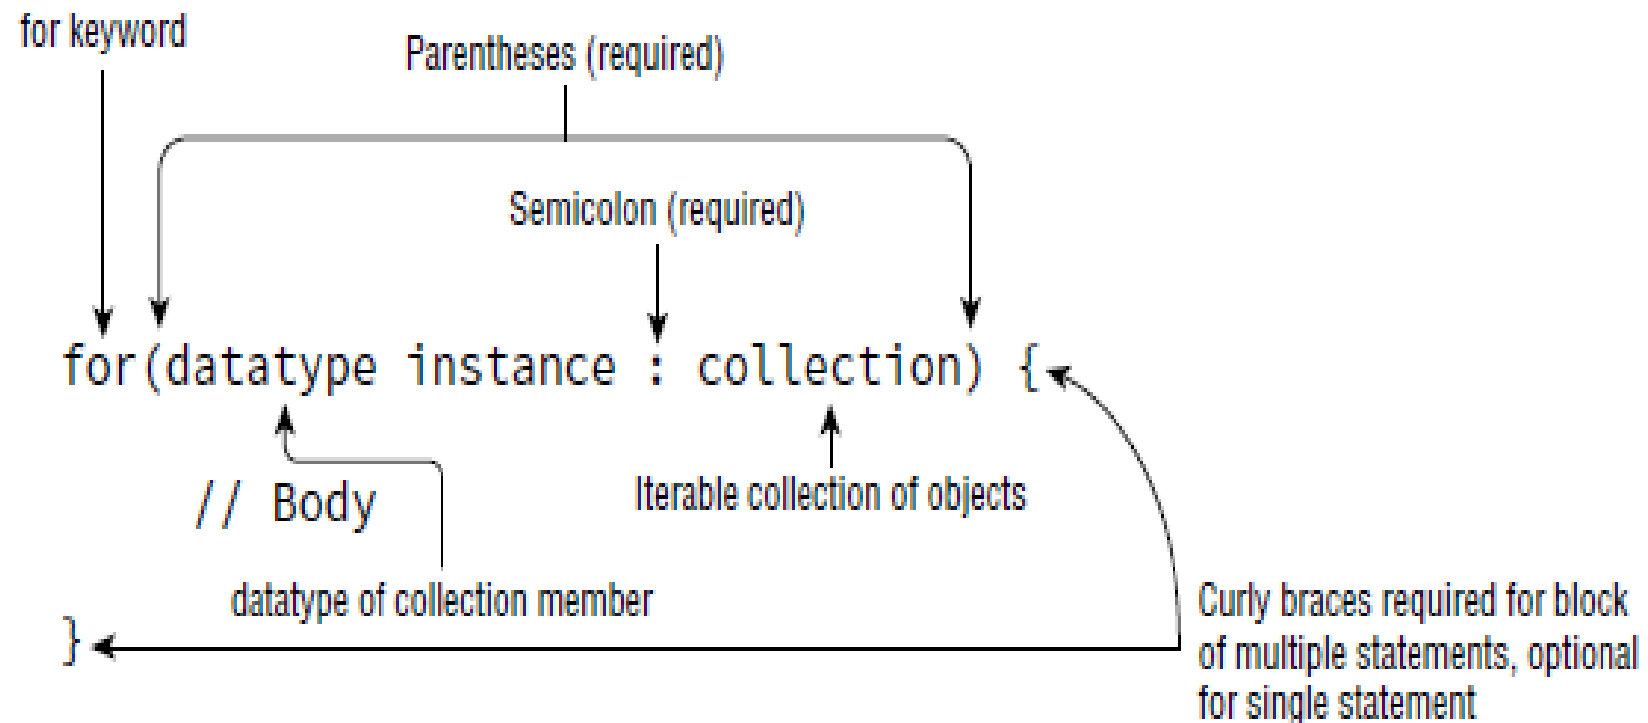 for keyword
Parentheses (required)
Semicolon (required)
for(datatype instance : collection) {
// Body
Iterable collection of objects
datatype of collection member
}
Curly braces required for block
of multiple statements, optional
for single statement